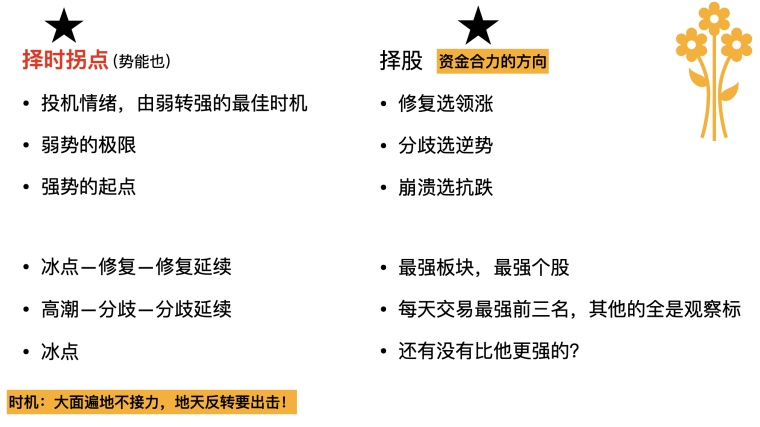 择时拐点 (势能也)
• 投机情绪，由弱转强的最佳时机
• 弱势的极限
• 强势的起点
• 冰点—修复—修复延续
• 高潮—分歧—分歧延续
• 冰点
时机：大面遍地不接力，地天反转要出击！
择股 资金合力的方向
• 修复选领涨
• 分歧选逆势
• 崩溃选抗跌
• 最强板块，最强个股
• 每天交易最强前三名，其他的全是观察标
• 还有没有比他更强的？